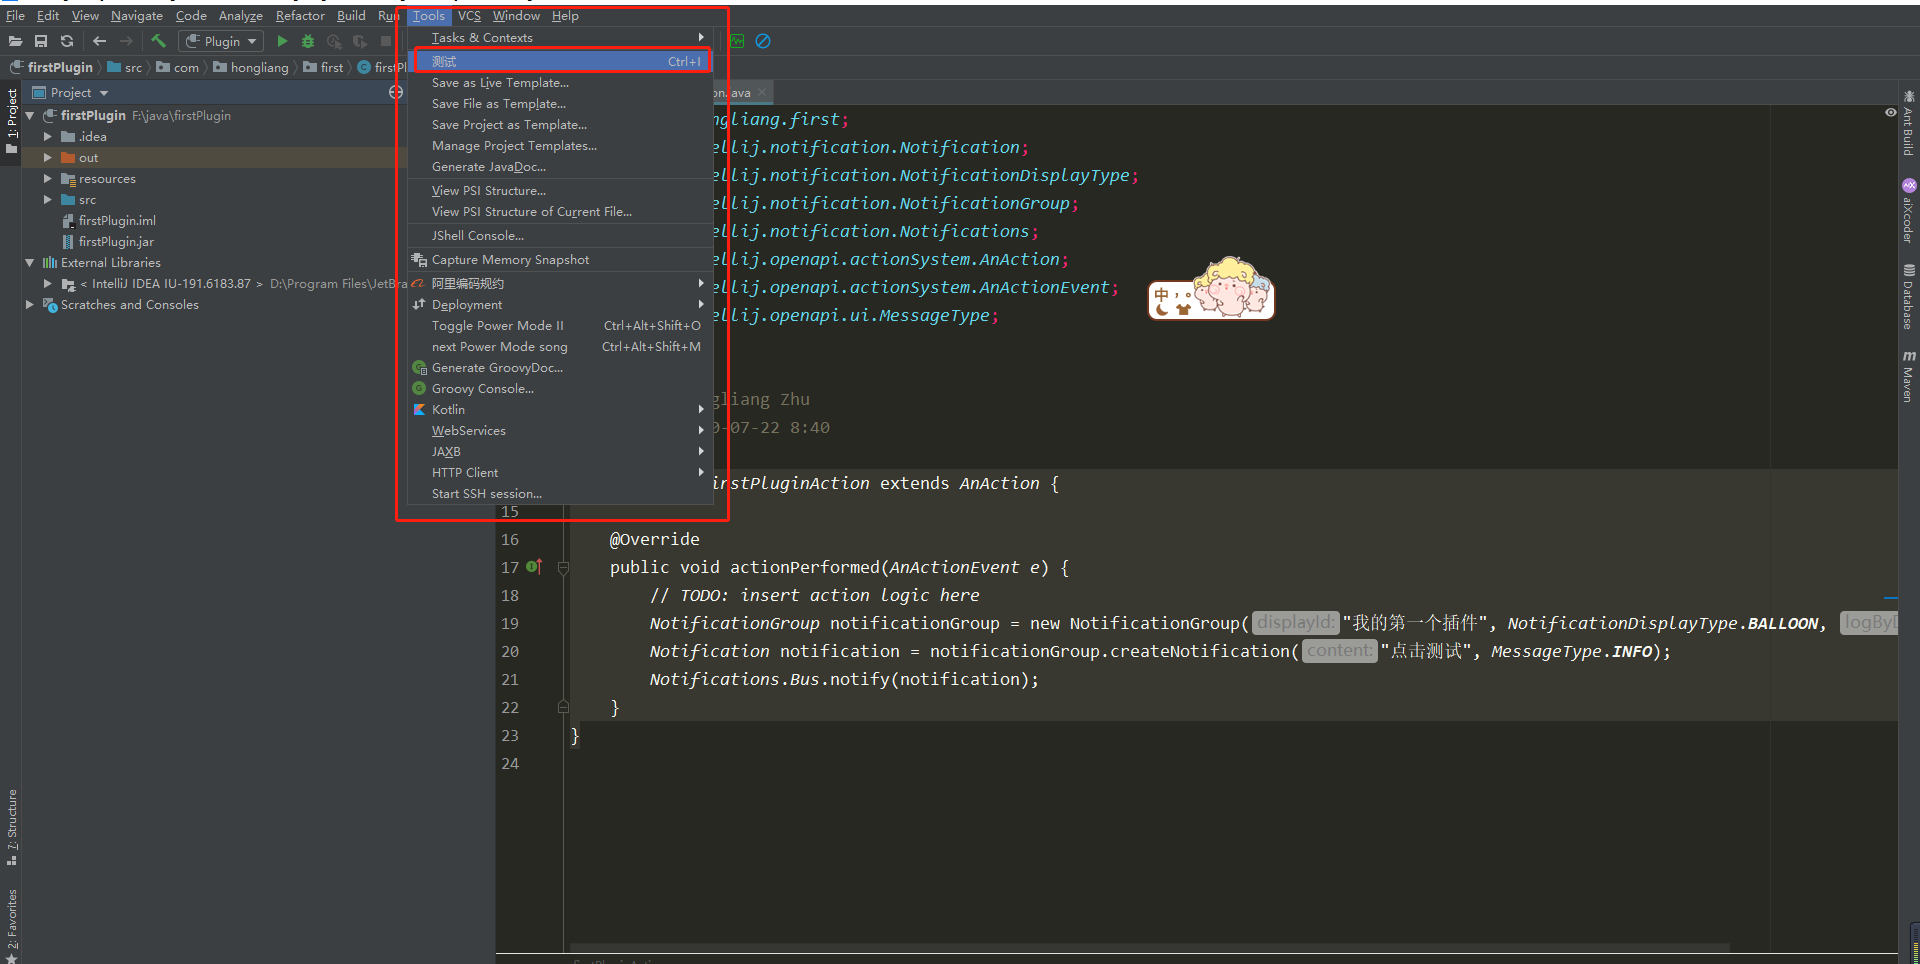 File Edit View Navigate Code Analyze Refactor Build Run Tools VCS Window Help
Plugin
firstPlugin src com hongliang first
Project
firstPlugin F:\java\firstPlugin
.idea
out
resources
src
firstPlugin.iml
firstPlugin.jar
External Libraries
< IntelliJ IDEA IU-191.6183.87 > D:\Program Files\JetBra
Scratches and Consoles
1: Project
7: Structure
2: Favorites
Tasks & Contexts
测试 Ctrl+I
Save as Live Template...
Save File as Template...
Save Project as Template...
Manage Project Templates...
Generate JavaDoc...
View PSI Structure...
View PSI Structure of Current File...
JShell Console...
Capture Memory Snapshot
阿里编码规约
Deployment
Toggle Power Mode II Ctrl+Alt+Shift+O
next Power Mode song Ctrl+Alt+Shift+M
Generate GroovyDoc...
Groovy Console...
Kotlin
WebServices
JAXB
HTTP Client
Start SSH session...
on.java
ngliang.first;
ellij.notification.Notification;
ellij.notification.NotificationDisplayType;
ellij.notification.NotificationGroup;
ellij.notification.Notifications;
ellij.openapi.actionSystem.AnAction;
ellij.openapi.actionSystem.AnActionEvent;
ellij.openapi.ui.MessageType;
gliang Zhu
0-07-22 8:40
irstPluginAction extends AnAction {
15
16 @Override
17 public void actionPerformed(AnActionEvent e) {
18 // TODO: insert action logic here
19 NotificationGroup notificationGroup = new NotificationGroup( displayId: "我的第一个插件", NotificationDisplayType.BALLOON, logByD
20 Notification notification = notificationGroup.createNotification( content: "点击测试", MessageType.INFO);
21 Notifications.Bus.notify(notification);
22 }
23 }
24
中 , 。
Ant Build
aiXcoder
Database
Maven